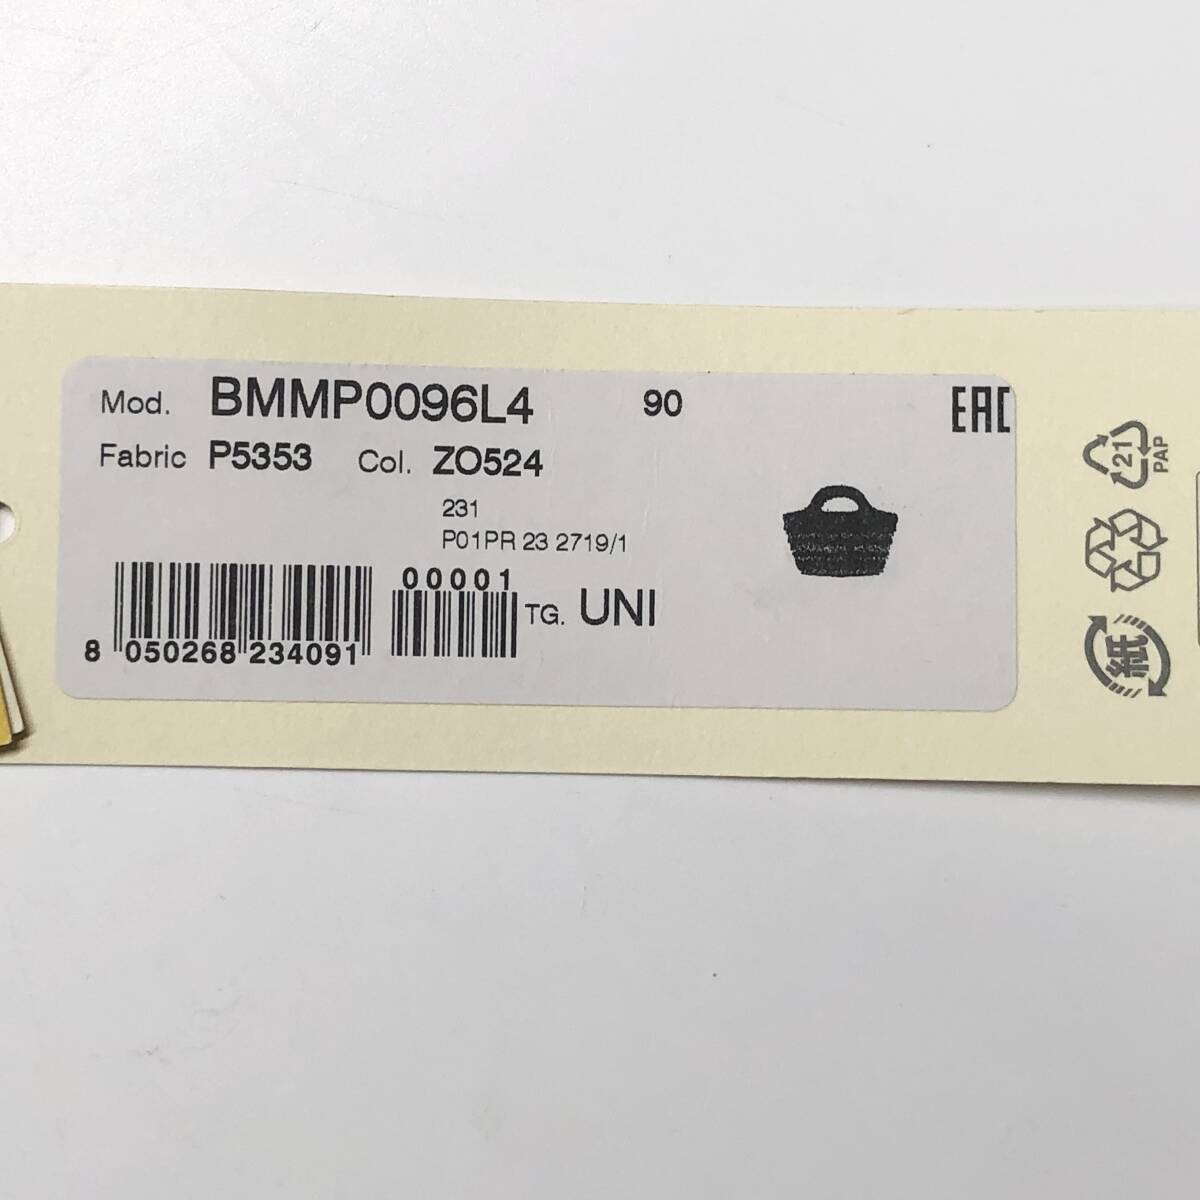 Mod. BMMP0096L4 90 EAC
Fabric P5353 Col. ZO524
231
P01PR 23 2719/1
00001
TG. UNI
8 050268 234091
21
PAP
紙